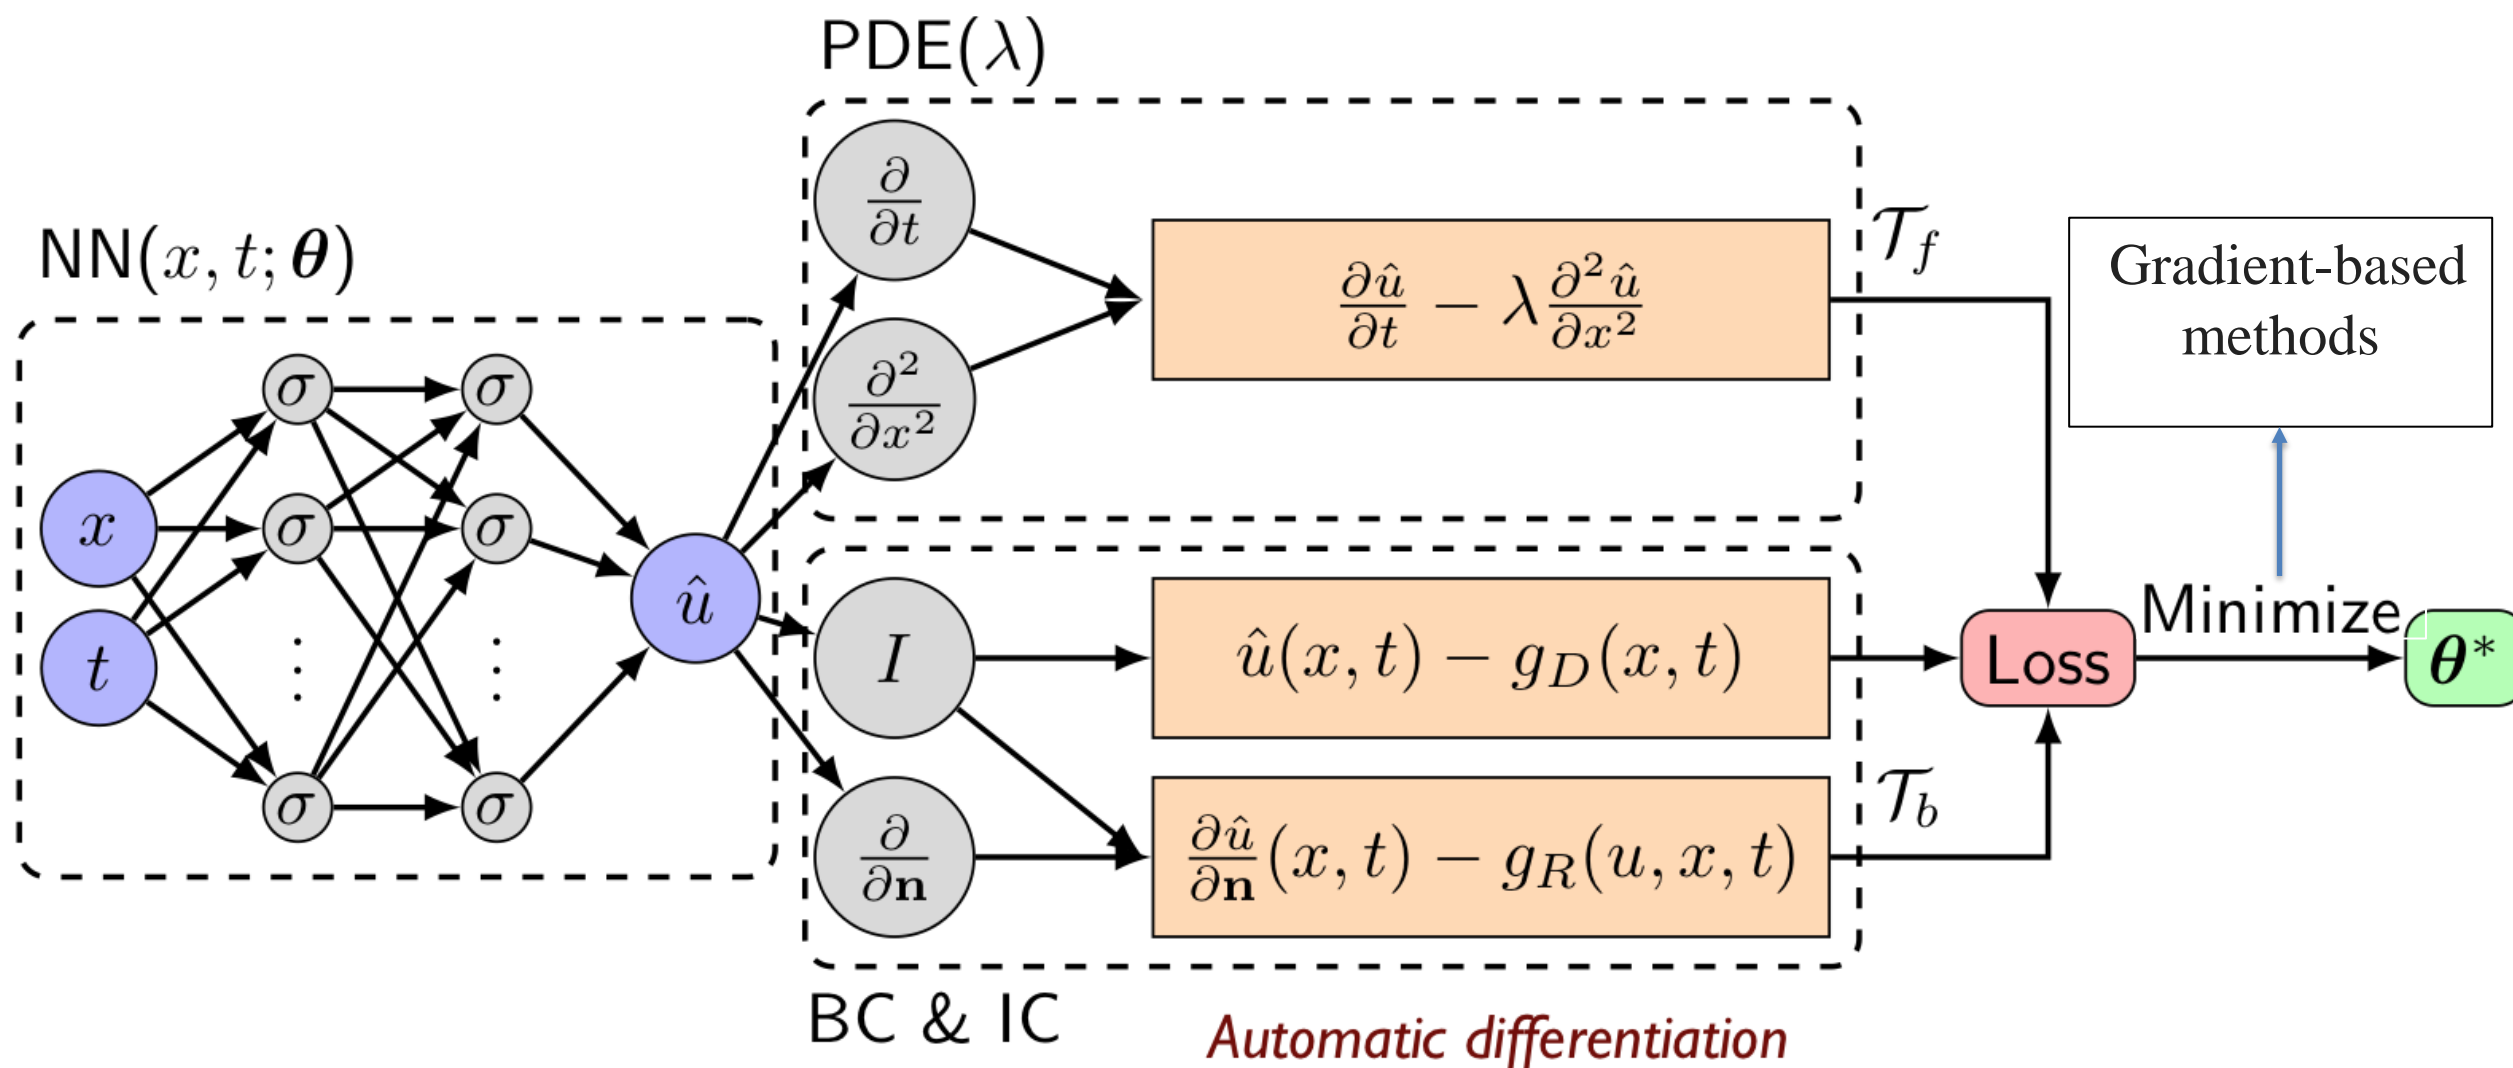 PDE(λ)
NN(x, t; θ)
∂/∂t
∂²/∂x²
∂û/∂t − λ ∂²û/∂x²
𝒯_f
Gradient-based
methods
σ σ
x
σ σ
t
⋮ ⋮
σ σ
û
I
û(x, t) − g_D(x, t)
∂/∂n
∂û/∂n(x, t) − g_R(u, x, t)
𝒯_b
Loss
Minimize
θ*
BC & IC
Automatic differentiation